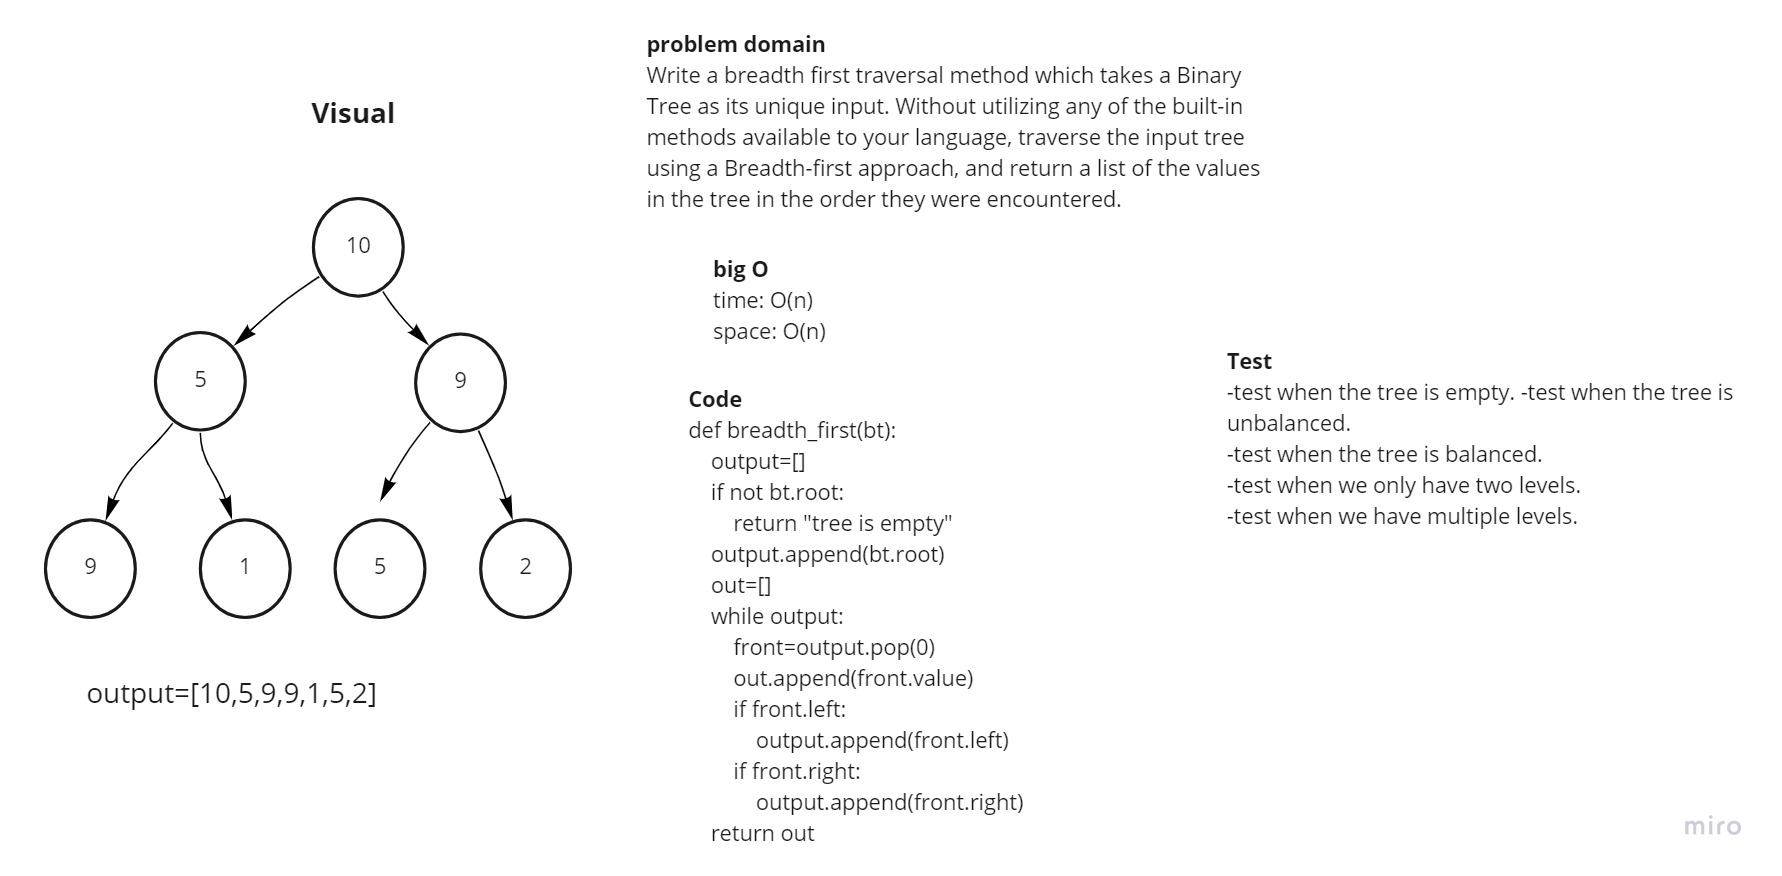 Visual
10
5
9
9
1
5
2
output=[10,5,9,9,1,5,2]
problem domain
Write a breadth first traversal method which takes a Binary
Tree as its unique input. Without utilizing any of the built-in
methods available to your language, traverse the input tree
using a Breadth-first approach, and return a list of the values
in the tree in the order they were encountered.
big O
time: O(n)
space: O(n)
Code
def breadth_first(bt):
    output=[]
    if not bt.root:
        return "tree is empty"
    output.append(bt.root)
    out=[]
    while output:
        front=output.pop(0)
        out.append(front.value)
        if front.left:
            output.append(front.left)
        if front.right:
            output.append(front.right)
    return out
Test
-test when the tree is empty. -test when the tree is
unbalanced.
-test when the tree is balanced.
-test when we only have two levels.
-test when we have multiple levels.
miro